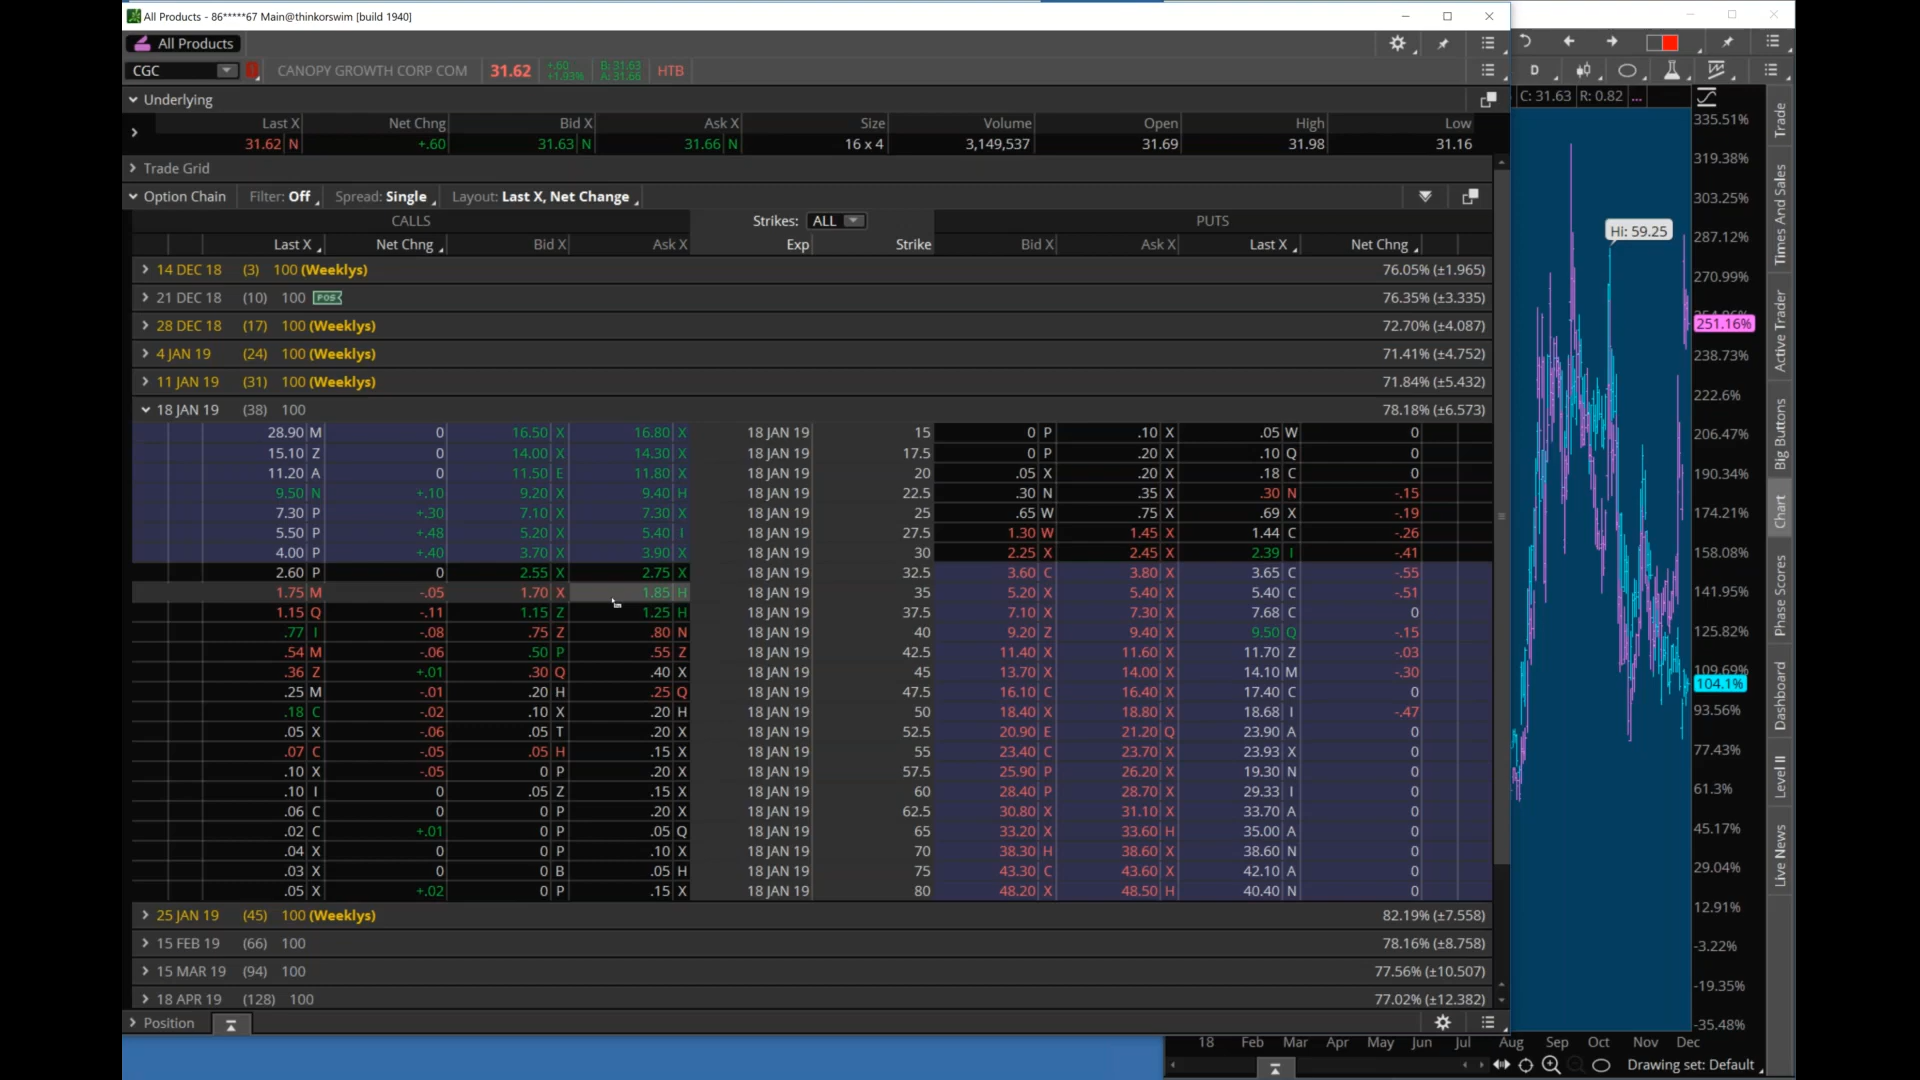 All Products - 86*****67 Main@thinkorswim [build 1940]
All Products
CGC CANOPY GROWTH CORP COM 31.62 +.60 +1.93% B: 31.63 A: 31.66 HTB
Underlying
Last X Net Chng Bid X Ask X Size Volume Open High Low
31.62 N +.60 31.63 N 31.66 N 16 x 4 3,149,537 31.69 31.98 31.16
Trade Grid
Option Chain Filter: Off Spread: Single Layout: Last X, Net Change
CALLS Strikes: ALL PUTS
Last X Net Chng Bid X Ask X Exp Strike Bid X Ask X Last X Net Chng
14 DEC 18 (3) 100 (Weeklys) 76.05% (±1.965)
21 DEC 18 (10) 100 POS 76.35% (±3.335)
28 DEC 18 (17) 100 (Weeklys) 72.70% (±4.087)
4 JAN 19 (24) 100 (Weeklys) 71.41% (±4.752)
11 JAN 19 (31) 100 (Weeklys) 71.84% (±5.432)
18 JAN 19 (38) 100 78.18% (±6.573)
28.90 M 0 16.50 X 16.80 X 18 JAN 19 15 0 P .10 X .05 W 0
15.10 Z 0 14.00 X 14.30 X 18 JAN 19 17.5 0 P .20 X .10 Q 0
11.20 A 0 11.50 E 11.80 X 18 JAN 19 20 .05 X .20 X .18 C 0
9.50 N +.10 9.20 X 9.40 H 18 JAN 19 22.5 .30 N .35 X .30 N -.15
7.30 P +.30 7.10 X 7.30 X 18 JAN 19 25 .65 W .75 X .69 X -.19
5.50 P +.48 5.20 X 5.40 I 18 JAN 19 27.5 1.30 W 1.45 X 1.44 C -.26
4.00 P +.40 3.70 X 3.90 X 18 JAN 19 30 2.25 X 2.45 X 2.39 I -.41
2.60 P 0 2.55 X 2.75 X 18 JAN 19 32.5 3.60 C 3.80 X 3.65 C -.55
1.75 M -.05 1.70 X 1.85 H 18 JAN 19 35 5.20 X 5.40 X 5.40 C -.51
1.15 Q -.11 1.15 Z 1.25 H 18 JAN 19 37.5 7.10 X 7.30 X 7.68 C 0
.77 I -.08 .75 Z .80 N 18 JAN 19 40 9.20 Z 9.40 X 9.50 Q -.15
.54 M -.06 .50 P .55 Z 18 JAN 19 42.5 11.40 X 11.60 X 11.70 Z -.03
.36 Z +.01 .30 Q .40 X 18 JAN 19 45 13.70 X 14.00 X 14.10 M -.30
.25 M -.01 .20 H .25 Q 18 JAN 19 47.5 16.10 C 16.40 X 17.40 C 0
.18 C -.02 .10 X .20 H 18 JAN 19 50 18.40 X 18.80 X 18.68 I -.47
.05 X -.06 .05 T .20 X 18 JAN 19 52.5 20.90 E 21.20 Q 23.90 A 0
.07 C -.05 .05 H .15 X 18 JAN 19 55 23.40 C 23.70 X 23.93 X 0
.10 X -.05 0 P .20 X 18 JAN 19 57.5 25.90 P 26.20 X 19.30 N 0
.10 I 0 .05 Z .15 X 18 JAN 19 60 28.40 P 28.70 X 29.33 I 0
.06 C 0 0 P .20 X 18 JAN 19 62.5 30.80 X 31.10 X 33.70 A 0
.02 C +.01 0 P .05 Q 18 JAN 19 65 33.20 X 33.60 H 35.00 A 0
.04 X 0 0 P .10 X 18 JAN 19 70 38.30 H 38.60 X 38.60 N 0
.03 X 0 0 B .05 H 18 JAN 19 75 43.30 C 43.60 X 42.10 A 0
.05 X +.02 0 P .15 X 18 JAN 19 80 48.20 X 48.50 H 40.40 N 0
25 JAN 19 (45) 100 (Weeklys) 82.19% (±7.558)
15 FEB 19 (66) 100 78.16% (±8.758)
15 MAR 19 (94) 100 77.56% (±10.507)
18 APR 19 (128) 100 77.02% (±12.382)
Position
D
C: 31.63 R: 0.82 ...
Hi: 59.25
335.51%
319.38%
303.25%
287.12%
270.99%
251.16%
238.73%
222.6%
206.47%
190.34%
174.21%
158.08%
141.95%
125.82%
109.69%
104.1%
93.56%
77.43%
61.3%
45.17%
29.04%
12.91%
-3.22%
-19.35%
-35.48%
18 Feb Mar Apr May Jun Jul Aug Sep Oct Nov Dec
Drawing set: Default
Trade
Times And Sales
Active Trader
Big Buttons
Chart
Phase Scores
Dashboard
Level II
Live News